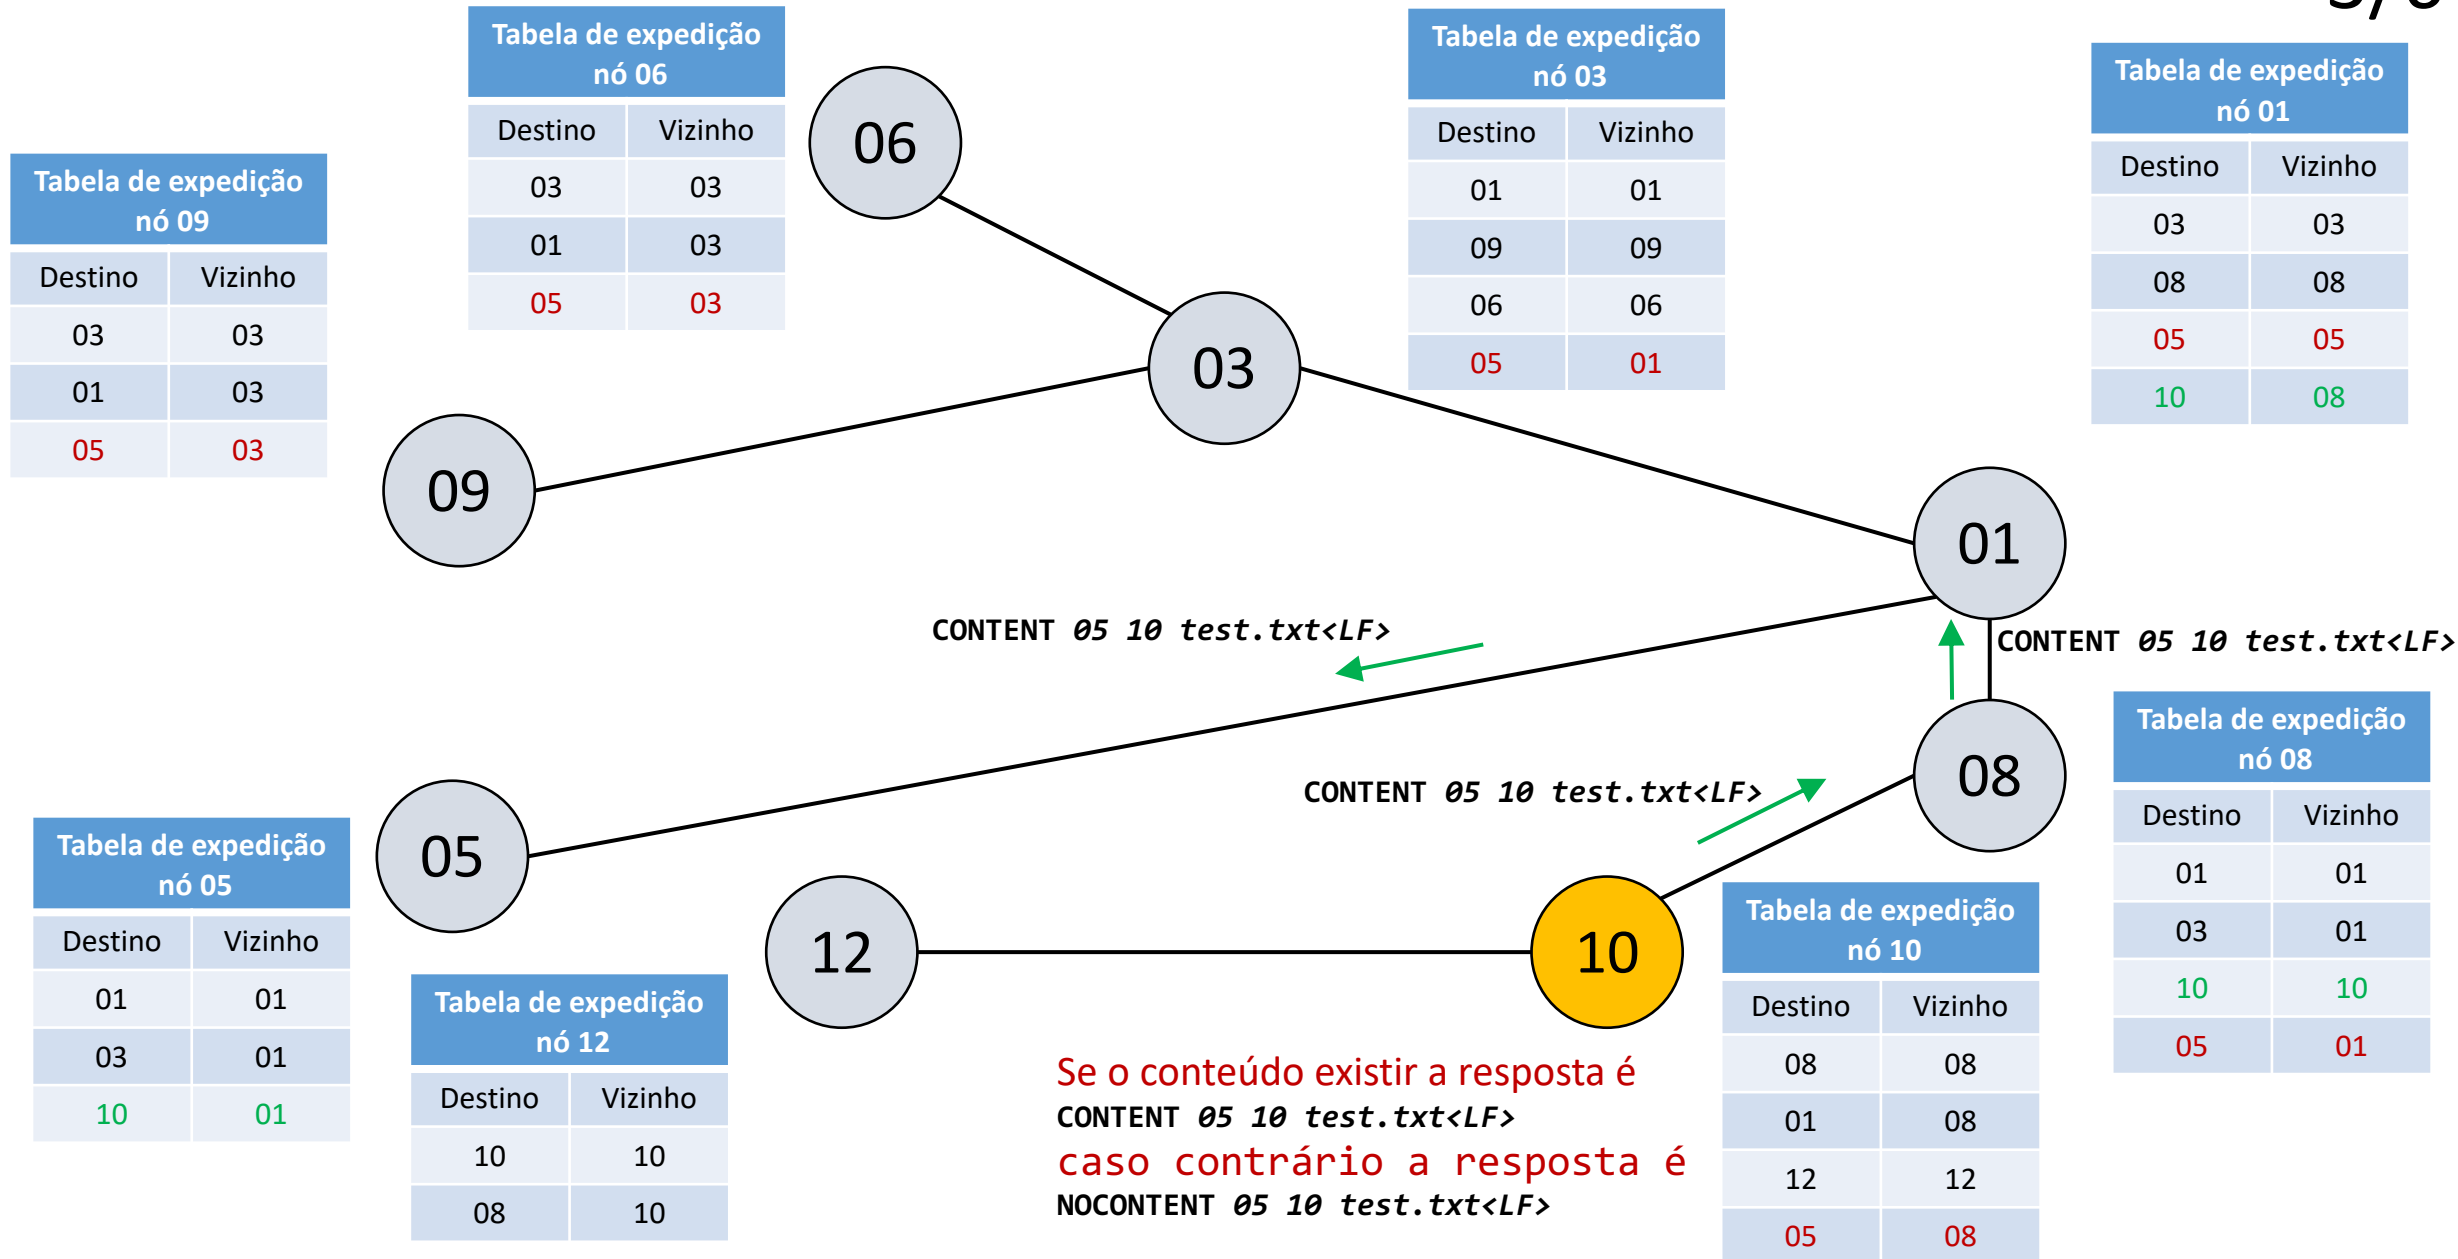 Tabela de expedição
nó 06
Destino Vizinho
03 03
01 03
05 03
Tabela de expedição
nó 03
Destino Vizinho
01 01
09 09
06 06
05 01
Tabela de expedição
nó 01
Destino Vizinho
03 03
08 08
05 05
10 08
Tabela de expedição
nó 09
Destino Vizinho
03 03
01 03
05 03
06
03
09
01
CONTENT 05 10 test.txt<LF>
CONTENT 05 10 test.txt<LF>
CONTENT 05 10 test.txt<LF>
08
05
12
10
Tabela de expedição
nó 08
Destino Vizinho
01 01
03 01
10 10
05 01
Tabela de expedição
nó 05
Destino Vizinho
01 01
03 01
10 01
Tabela de expedição
nó 12
Destino Vizinho
10 10
08 10
Se o conteúdo existir a resposta é
CONTENT 05 10 test.txt<LF>
caso contrário a resposta é
NOCONTENT 05 10 test.txt<LF>
Tabela de expedição
nó 10
Destino Vizinho
08 08
01 08
12 12
05 08